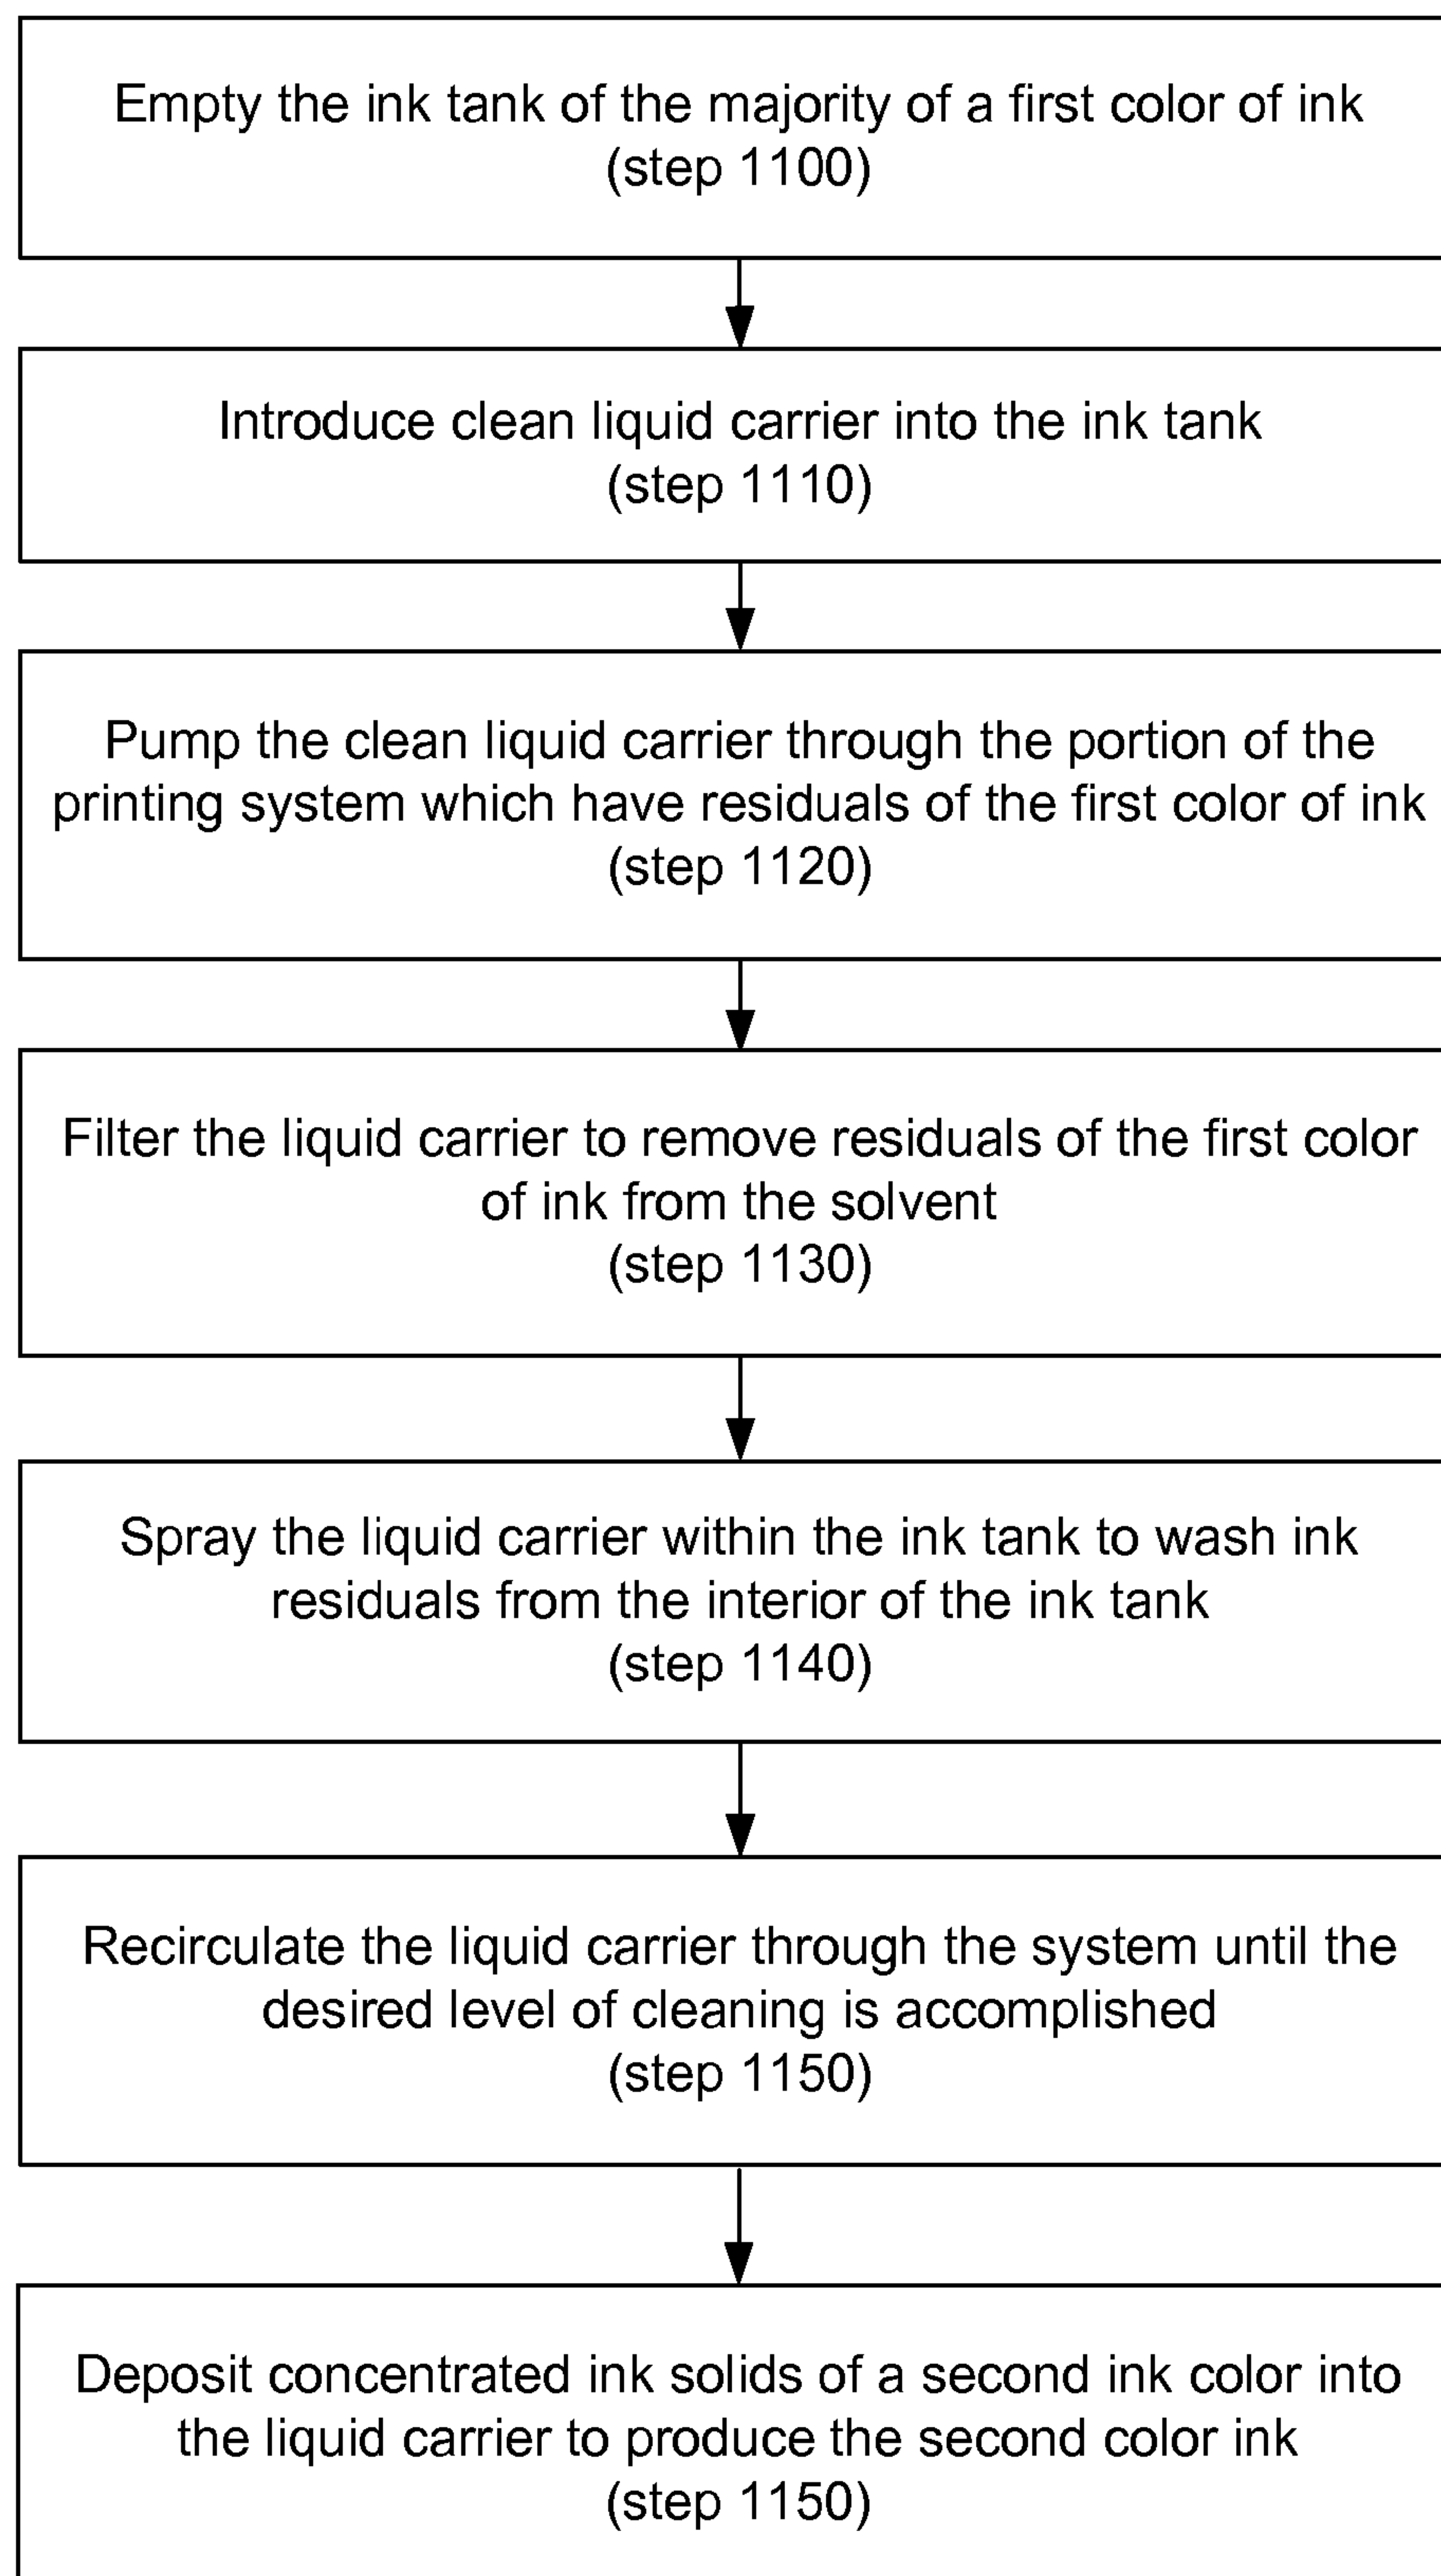 Empty the ink tank of the majority of a first color of ink
(step 1100)
Introduce clean liquid carrier into the ink tank
(step 1110)
Pump the clean liquid carrier through the portion of the
printing system which have residuals of the first color of ink
(step 1120)
Filter the liquid carrier to remove residuals of the first color
of ink from the solvent
(step 1130)
Spray the liquid carrier within the ink tank to wash ink
residuals from the interior of the ink tank
(step 1140)
Recirculate the liquid carrier through the system until the
desired level of cleaning is accomplished
(step 1150)
Deposit concentrated ink solids of a second ink color into
the liquid carrier to produce the second color ink
(step 1150)